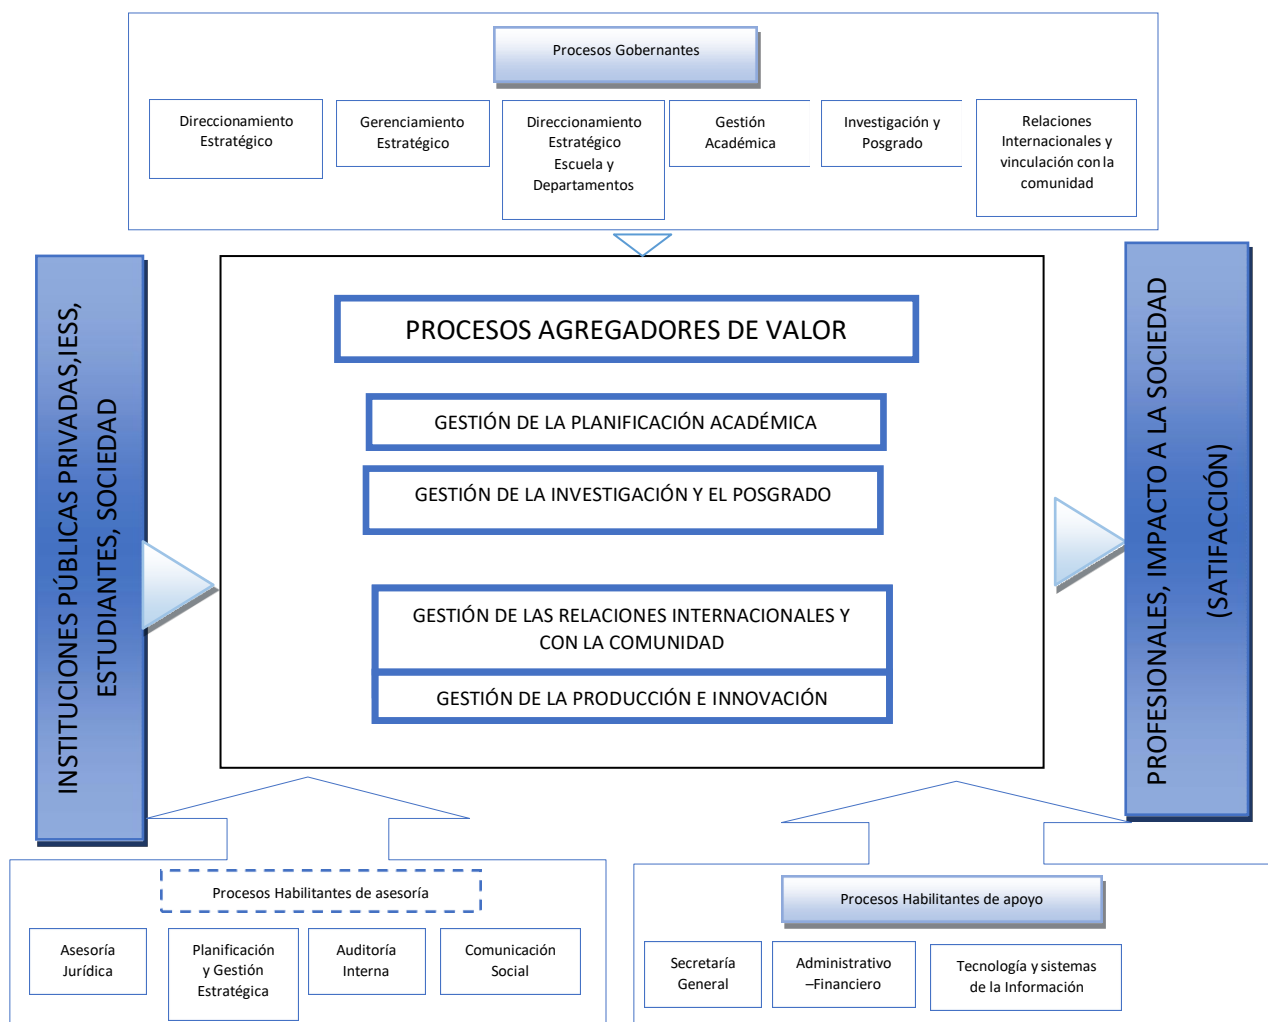 Procesos Gobernantes
Direccionamiento
Estratégico
Gerenciamiento
Estratégico
Direccionamiento
Estratégico
Escuela y
Departamentos
Gestión
Académica
Investigación y
Posgrado
Relaciones
Internacionales y
vinculación con la
comunidad
INSTITUCIONES PÚBLICAS PRIVADAS,IESS,
ESTUDIANTES, SOCIEDAD
PROCESOS AGREGADORES DE VALOR
GESTIÓN DE LA PLANIFICACIÓN ACADÉMICA
GESTIÓN DE LA INVESTIGACIÓN Y EL POSGRADO
GESTIÓN DE LAS RELACIONES INTERNACIONALES Y
CON LA COMUNIDAD
GESTIÓN DE LA PRODUCCIÓN E INNOVACIÓN
PROFESIONALES, IMPACTO A LA SOCIEDAD
(SATIFACCIÓN)
Procesos Habilitantes de asesoría
Asesoría
Jurídica
Planificación
y Gestión
Estratégica
Auditoría
Interna
Comunicación
Social
Procesos Habilitantes de apoyo
Secretaría
General
Administrativo
–Financiero
Tecnología y sistemas
de la Información